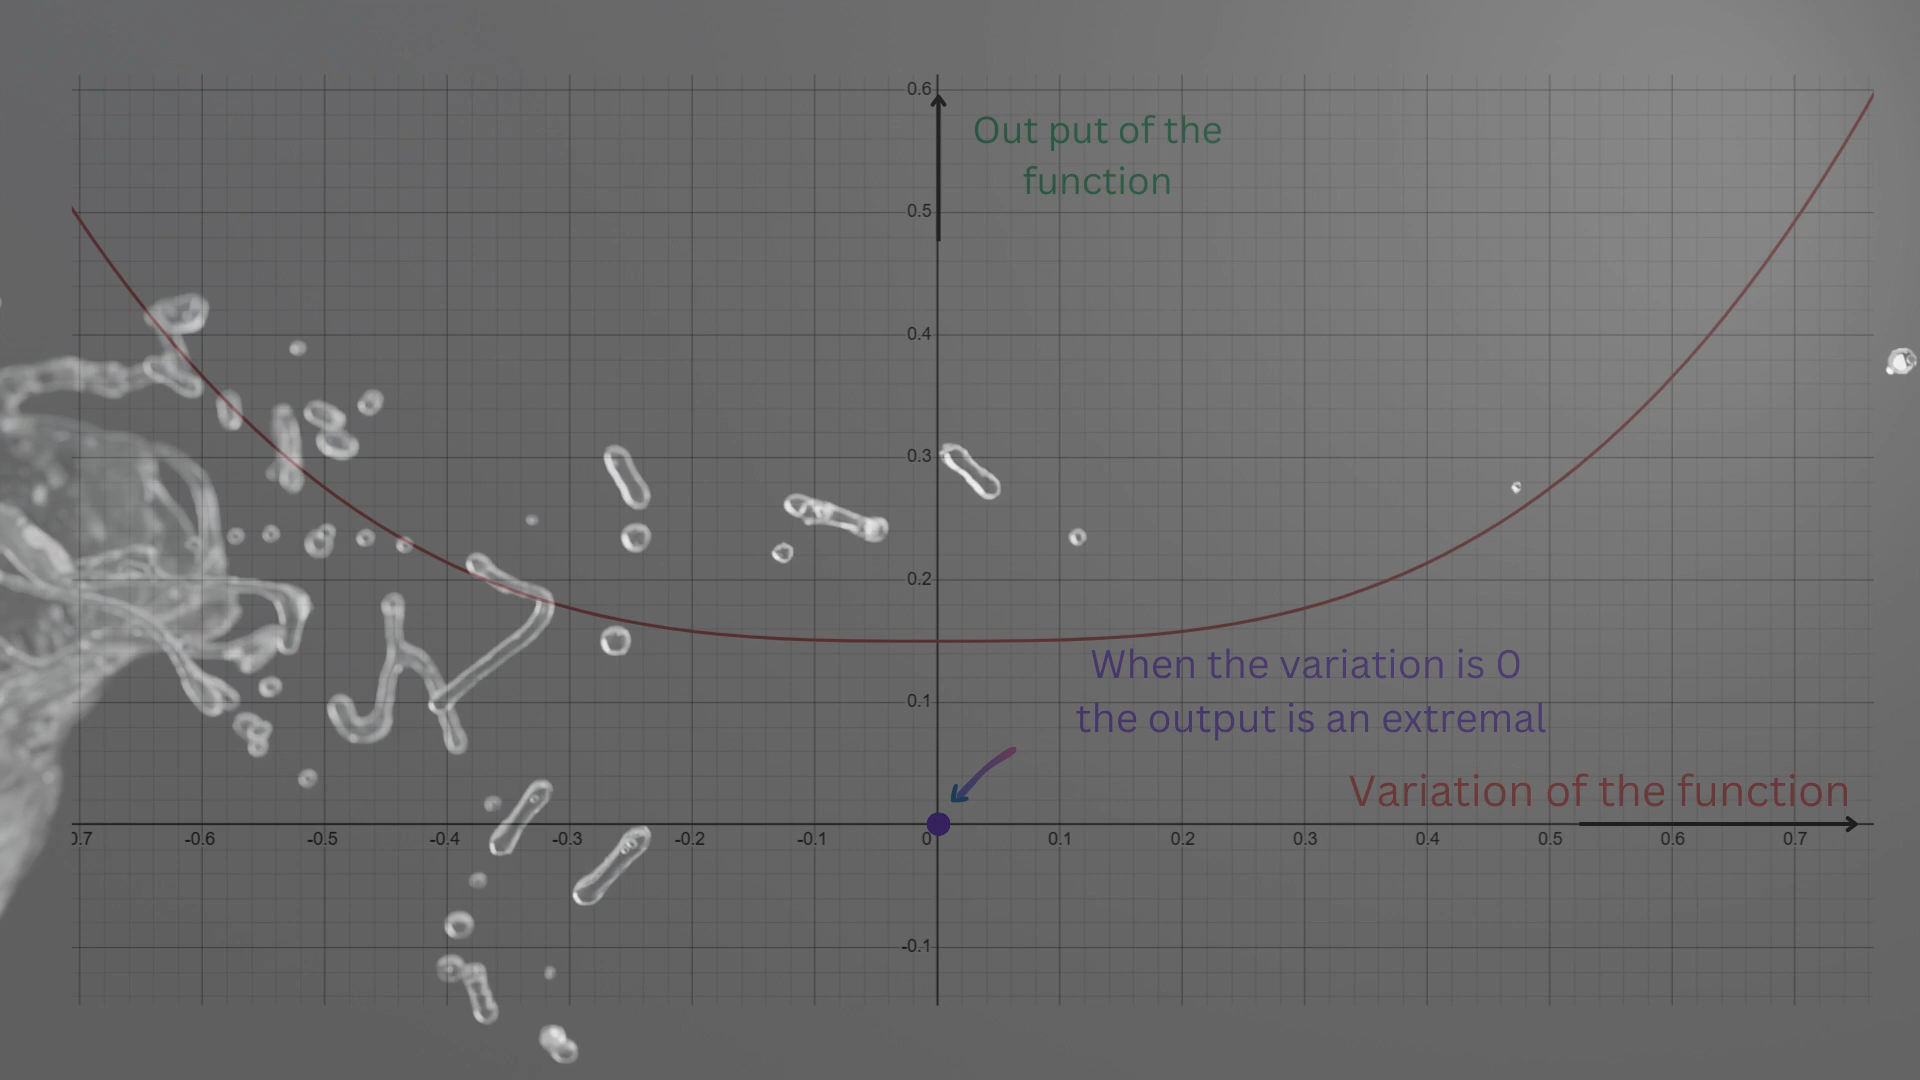 0.6
Out put of the
function
0.5
0.4
0.3
0.2
When the variation is 0
0.1
the output is an extremal
Variation of the function
0.7 -0.6 -0.5 -0.4 -0.3 -0.2 -0.1 0 0.1 0.2 0.3 0.4 0.5 0.6 0.7
-0.1